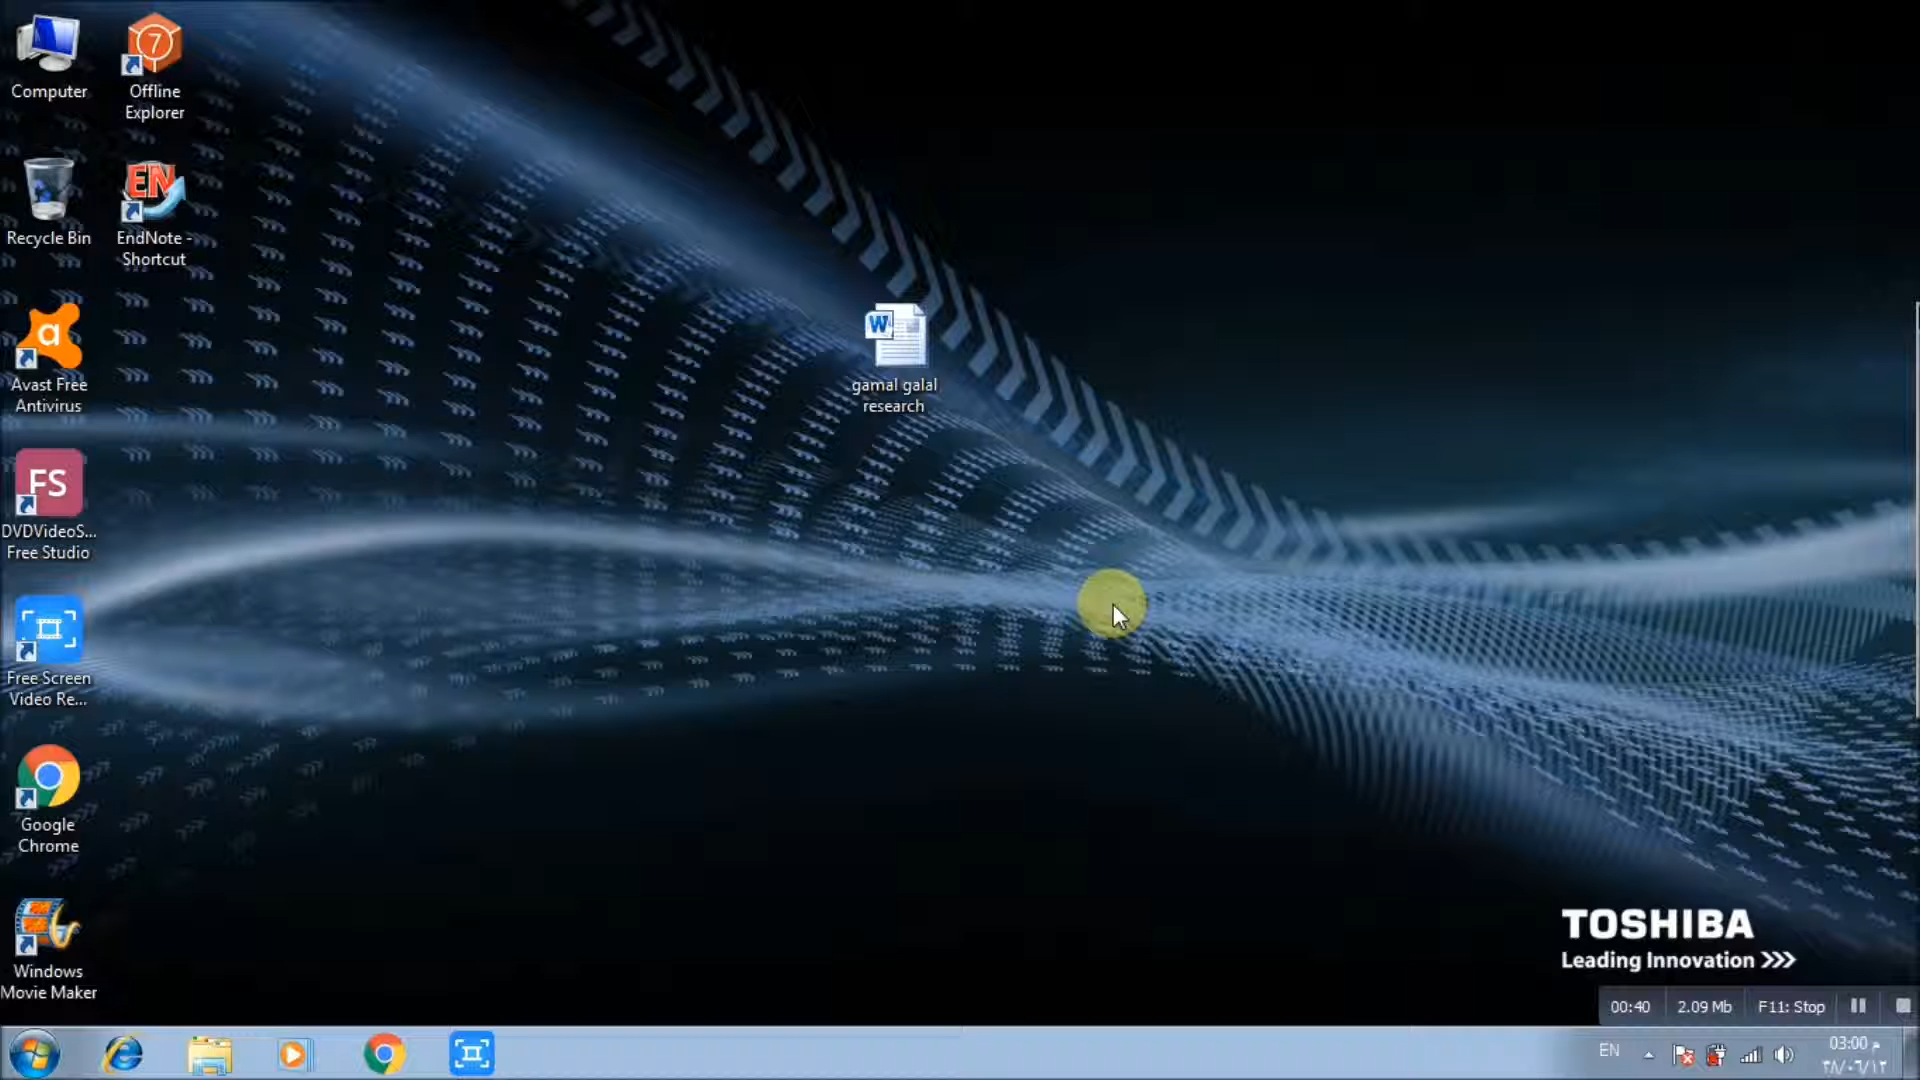 Computer
Offline
Explorer
Recycle Bin
EN
EndNote -
Shortcut
Avast Free
Antivirus
FS
DVDVideoS...
Free Studio
Free Screen
Video Re...
Google
Chrome
Windows
Movie Maker
W
gamal galal
research
TOSHIBA
Leading Innovation >>>
00:40
2.09 Mb
F11: Stop
EN
03:00 م